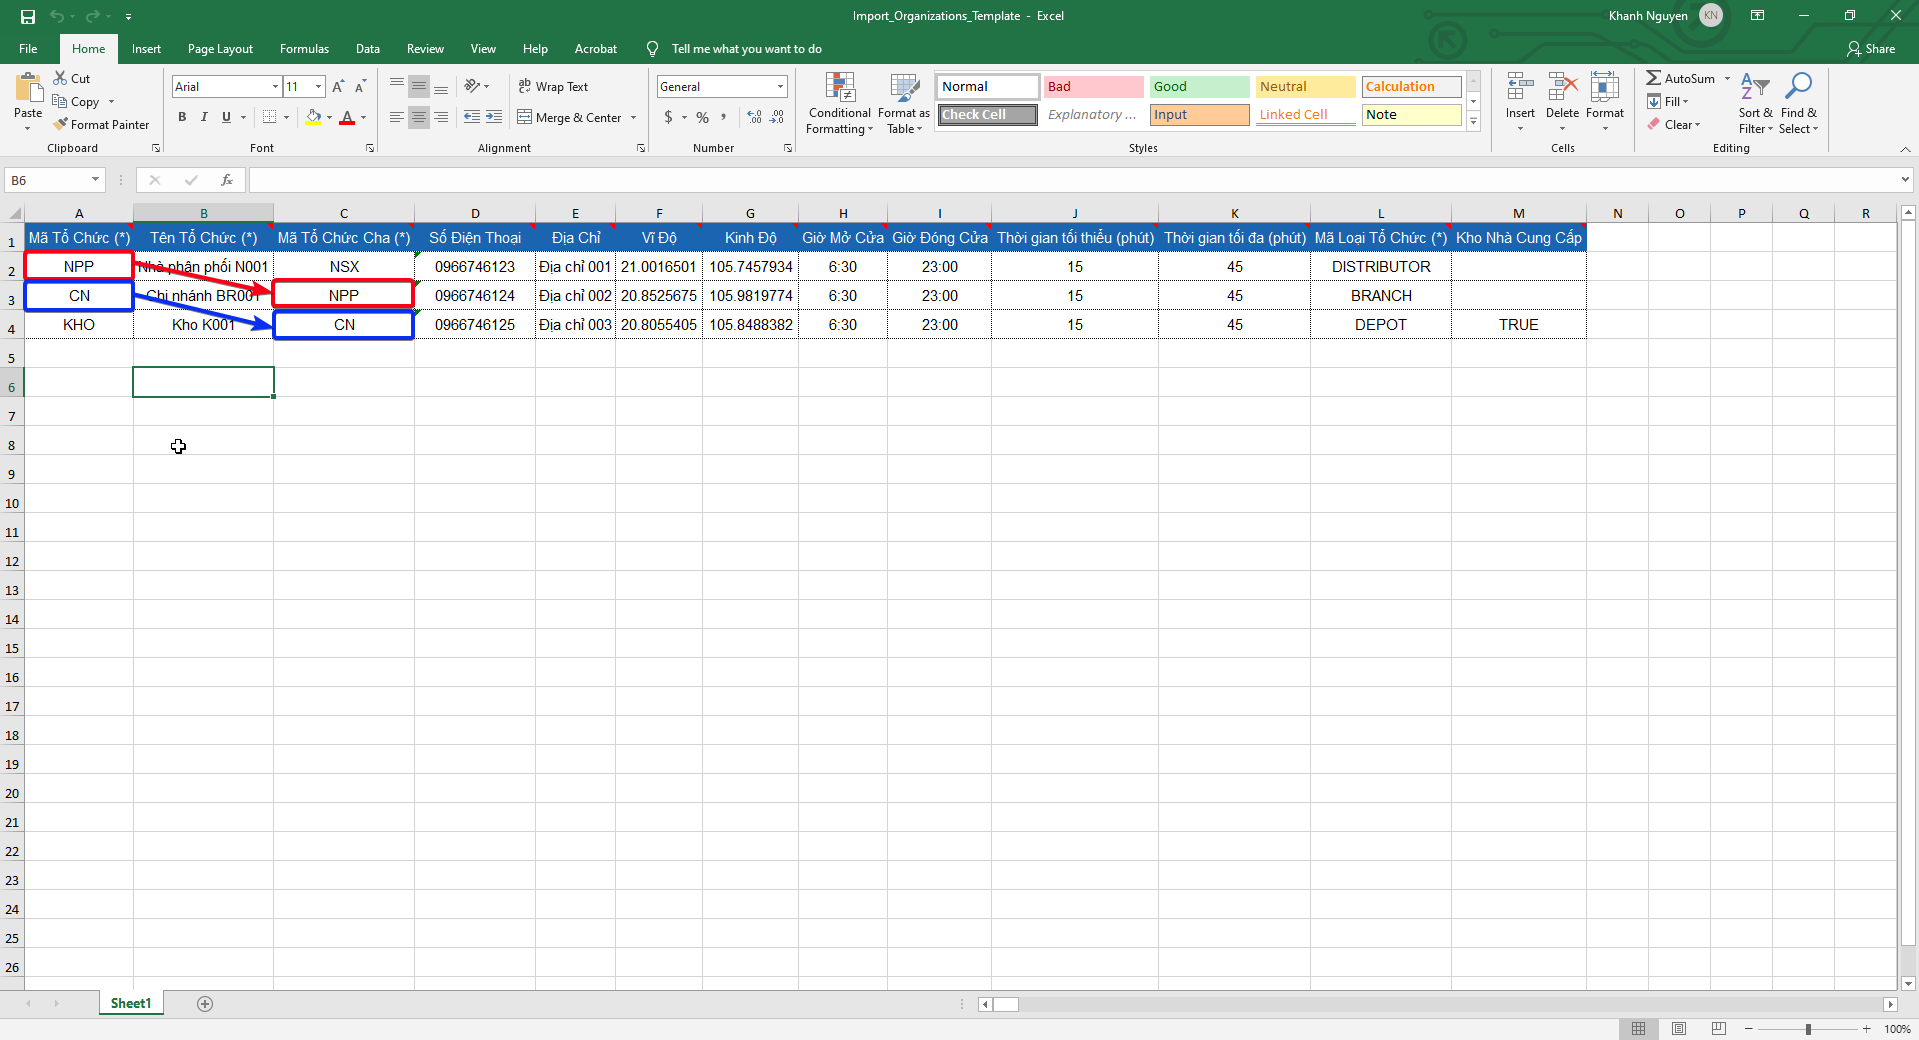 Import_Organizations_Template - Excel
Khanh Nguyen KN
File Home Insert Page Layout Formulas Data Review View Help Acrobat Tell me what you want to do Share
Paste
Cut
Copy
Format Painter
Clipboard
Arial 11
B I U
Font
Wrap Text
Merge & Center
Alignment
General
$ % ,
Number
Conditional Formatting
Format as Table
Normal Bad Good Neutral Calculation
Check Cell Explanatory ... Input Linked Cell Note
Styles
Insert Delete Format
Cells
AutoSum
Fill
Clear
Sort & Filter
Find & Select
Editing
B6 fx
A B C D E F G H I J K L M N O P Q R
1 Mã Tổ Chức (*) Tên Tổ Chức (*) Mã Tổ Chức Cha (*) Số Điện Thoại Địa Chỉ Vĩ Độ Kinh Độ Giờ Mở Cửa Giờ Đóng Cửa Thời gian tối thiểu (phút) Thời gian tối đa (phút) Mã Loại Tổ Chức (*) Kho Nhà Cung Cấp
2 NPP Nhà phân phối N001 NSX 0966746123 Địa chỉ 001 21.0016501 105.7457934 6:30 23:00 15 45 DISTRIBUTOR
3 CN Chi nhánh BR001 NPP 0966746124 Địa chỉ 002 20.8525675 105.9819774 6:30 23:00 15 45 BRANCH
4 KHO Kho K001 CN 0966746125 Địa chỉ 003 20.8055405 105.8488382 6:30 23:00 15 45 DEPOT TRUE
5
6
7
8
9
10
11
12
13
14
15
16
17
18
19
20
21
22
23
24
25
26
Sheet1
100%